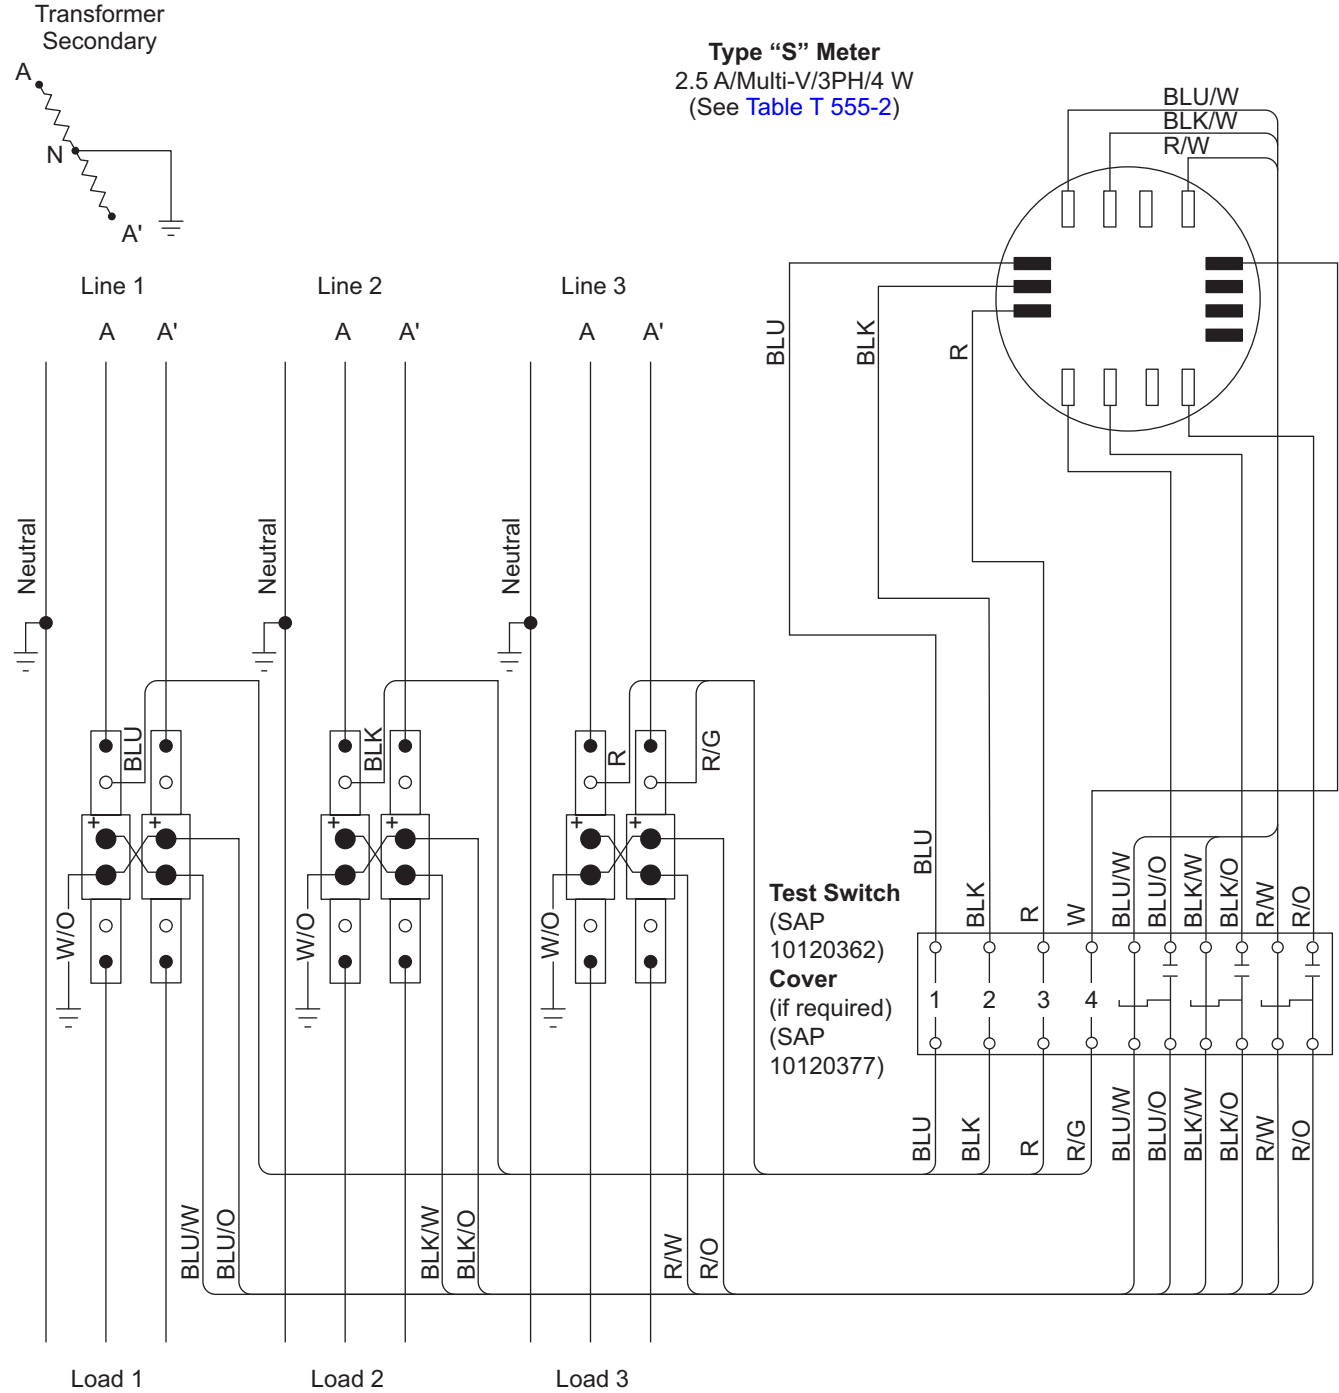 Transformer
Secondary
A
N
A'
Type “S” Meter
2.5 A/Multi-V/3PH/4 W
(See Table T 555-2)
BLU/W
BLK/W
R/W
Line 1
Line 2
Line 3
A
A'
A
A'
A
A'
BLU
BLK
R
Neutral
Neutral
Neutral
BLU
BLK
R
R/G
+
+
+
+
+
+
W/O
W/O
W/O
Test Switch
(SAP
10120362)
Cover
(if required)
(SAP
10120377)
BLU
BLK
R
W
BLU/W
BLU/O
BLK/W
BLK/O
R/W
R/O
1
2
3
4
BLU
BLK
R
R/G
BLU/W
BLU/O
BLK/W
BLK/O
R/W
R/O
BLU/W
BLU/O
BLK/W
BLK/O
R/W
R/O
Load 1
Load 2
Load 3